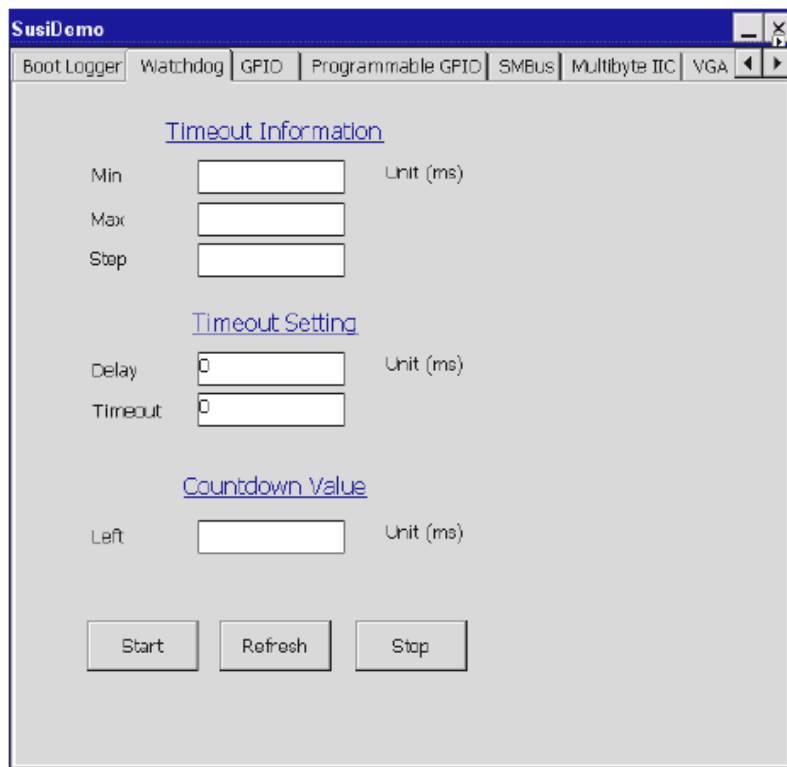 SusiDemo
Boot Logger Watchdog GPIO Programmable GPIO SMBus Multibyte IIC VGA
Timeout Information
Min Unit (ms)
Max
Step
Timeout Setting
Delay 0 Unit (ms)
Timeout 0
Countdown Value
Left Unit (ms)
Start Refresh Stop